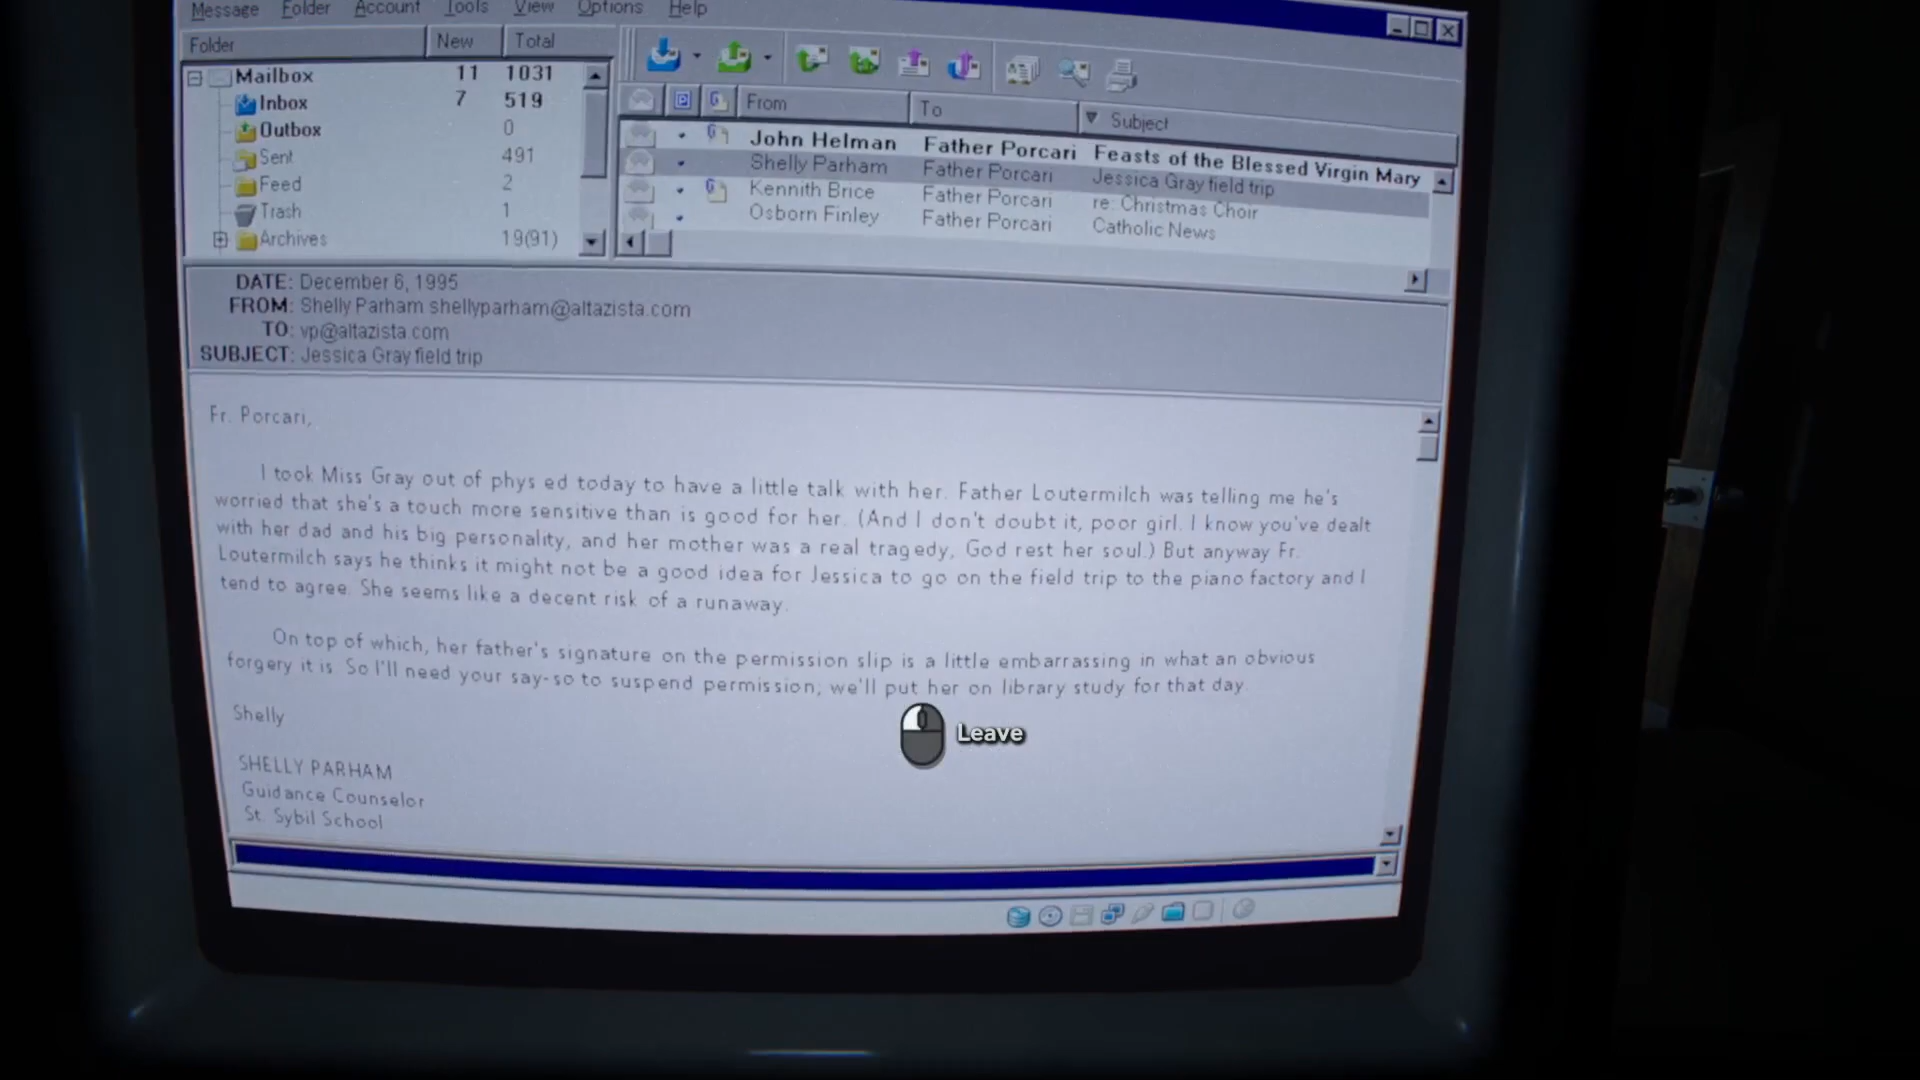 Message Folder Account Tools View Options Help
Folder New Total
Mailbox 11 1031
Inbox 7 519
Outbox 0
Sent 491
Feed 2
Trash 1
Archives 19(91)
From To Subject
John Helman Father Porcari Feasts of the Blessed Virgin Mary
Shelly Parham Father Porcari Jessica Gray field trip
Kennith Brice Father Porcari re: Christmas Choir
Osborn Finley Father Porcari Catholic News
DATE: December 6, 1995
FROM: Shelly Parham shellyparham@altazista.com
TO: vp@altazista.com
SUBJECT: Jessica Gray field trip
Fr. Porcari,
I took Miss Gray out of phys ed today to have a little talk with her. Father Loutermilch was telling me he's
worried that she's a touch more sensitive than is good for her. (And I don't doubt it, poor girl. I know you've dealt
with her dad and his big personality, and her mother was a real tragedy, God rest her soul.) But anyway Fr.
Loutermilch says he thinks it might not be a good idea for Jessica to go on the field trip to the piano factory and I
tend to agree. She seems like a decent risk of a runaway.
On top of which, her father's signature on the permission slip is a little embarrassing in what an obvious
forgery it is. So I'll need your say-so to suspend permission; we'll put her on library study for that day.
Shelly
SHELLY PARHAM
Guidance Counselor
St. Sybil School
Leave